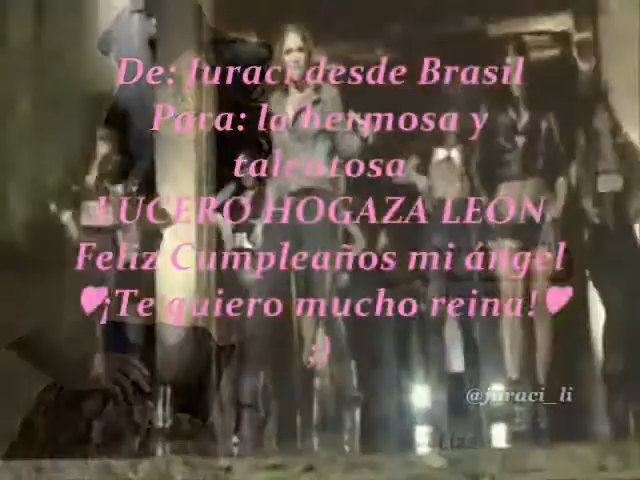 De: Juraci desde Brasil
Para: la hermosa y
talentosa
LUCERO HOGAZA LEÓN
Feliz Cumpleaños mi ángel
♥¡Te quiero mucho reina!♥
;)
@juraci_li